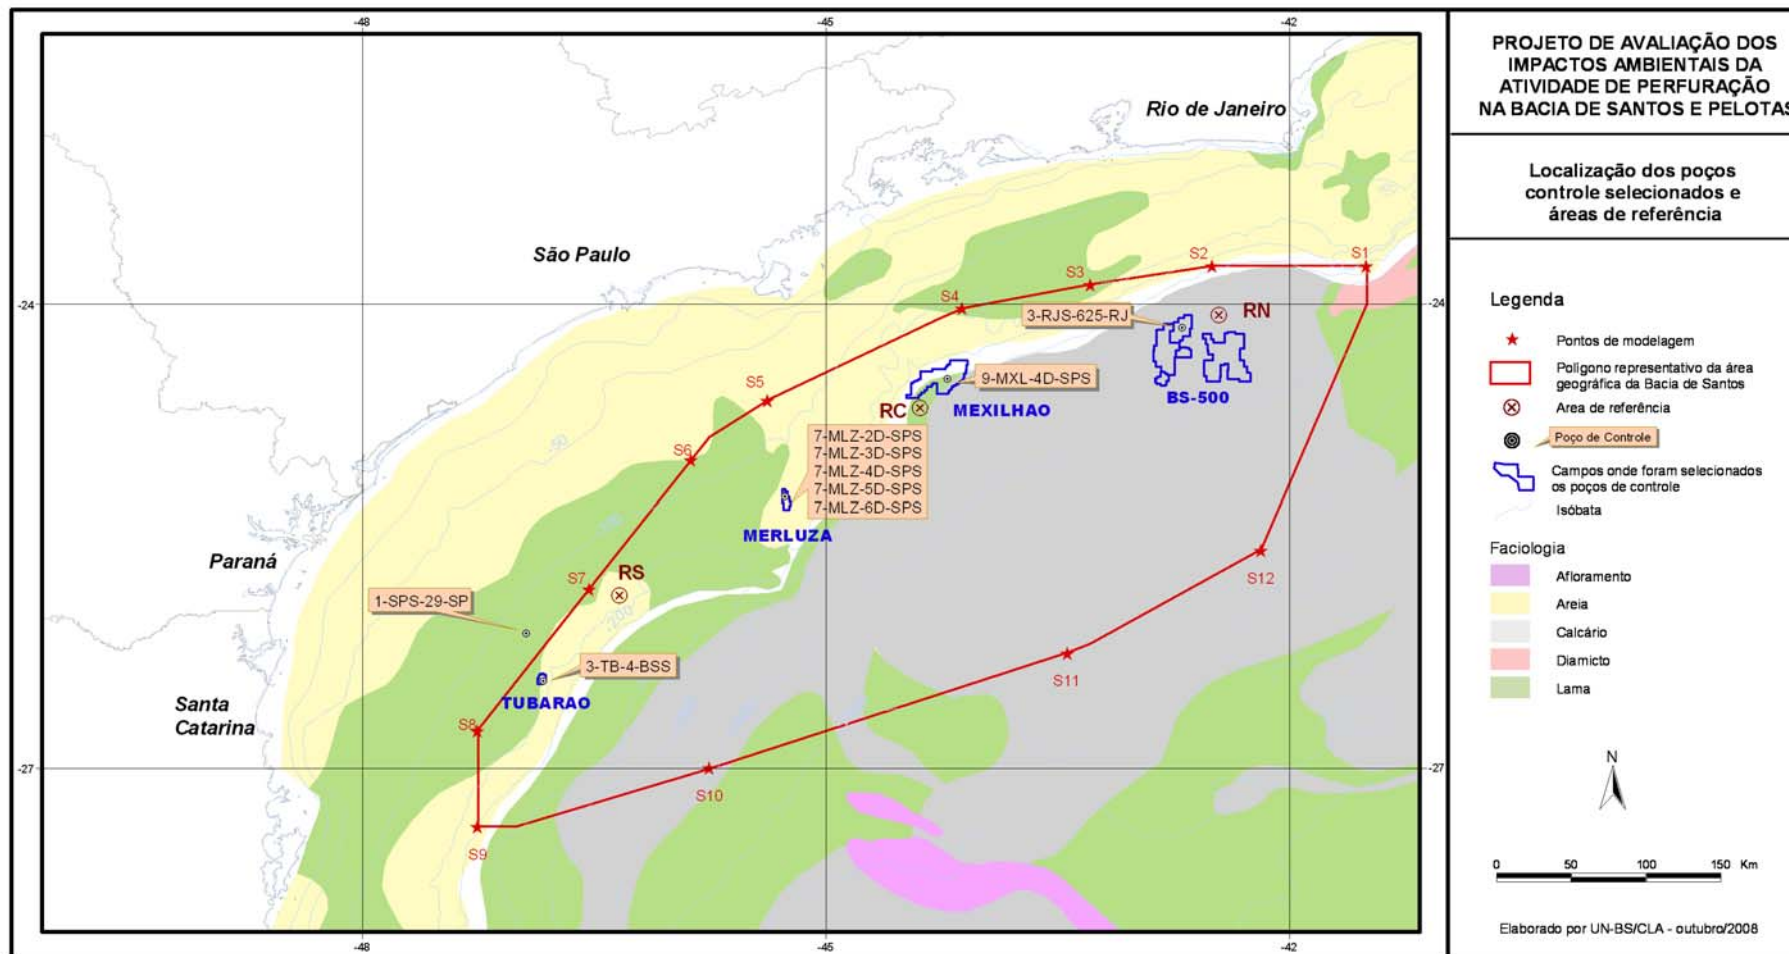 -48
-45
-42
Rio de Janeiro
São Paulo
S2
S1
S3
-24
-24
S4
3-RJS-625-RJ
RN
9-MXL-4D-SPS
S5
BS-500
RC
MEXILHAO
7-MLZ-2D-SPS
7-MLZ-3D-SPS
7-MLZ-4D-SPS
7-MLZ-5D-SPS
7-MLZ-6D-SPS
-50
S6
MERLUZA
Paraná
S12
S7
RS
1-SPS-29-SP
-200
3-TB-4-BSS
S11
TUBARAO
Santa
Catarina
S8
-27
-27
S10
S9
-48
-45
-42
PROJETO DE AVALIAÇÃO DOS
IMPACTOS AMBIENTAIS DA
ATIVIDADE DE PERFURAÇÃO
NA BACIA DE SANTOS E PELOTAS
Localização dos poços
controle selecionados e
áreas de referência
Legenda
Pontos de modelagem
Polígono representativo da área
geográfica da Bacia de Santos
Area de referência
Poço de Controle
Campos onde foram selecionados
os poços de controle
Isóbata
Faciologia
Afloramento
Areia
Calcário
Diamicto
Lama
N
0 50 100 150 Km
Elaborado por UN-BS/CLA - outubro/2008